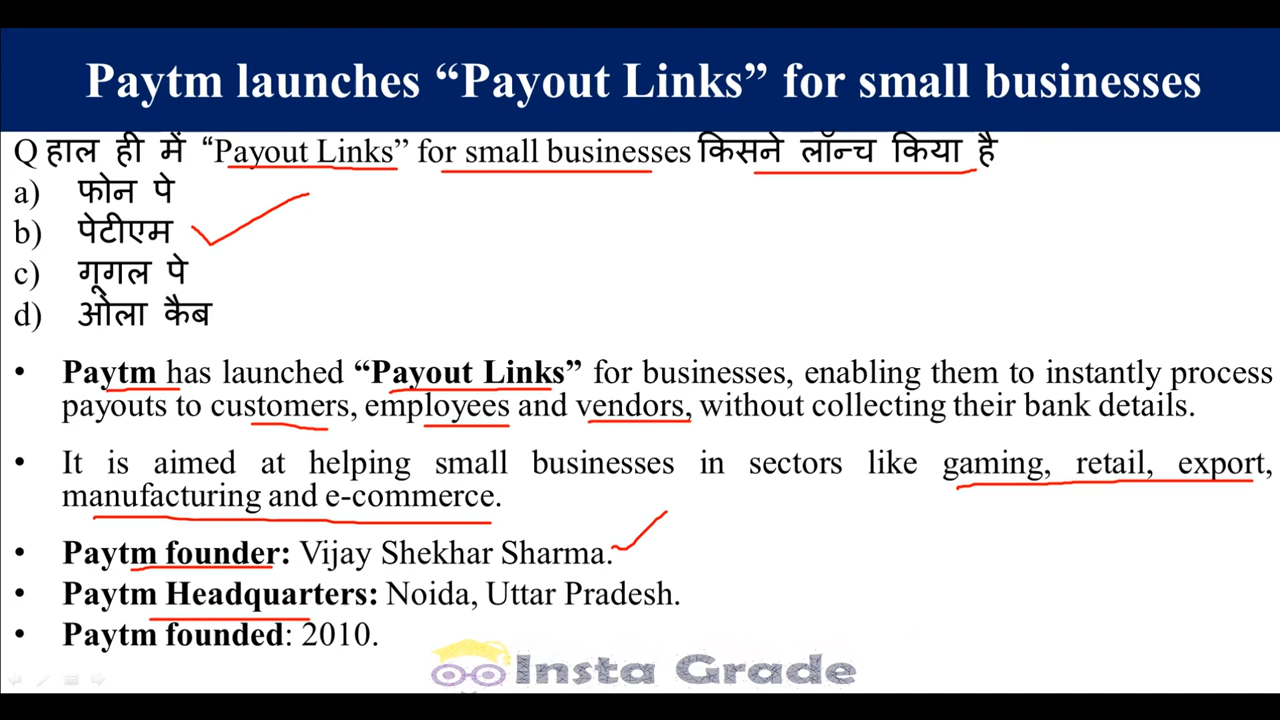 Paytm launches “Payout Links” for small businesses
Q हाल ही में “Payout Links” for small businesses किसने लॉन्च किया है
a) फोन पे
b) पेटीएम
c) गूगल पे
d) ओला कैब
• Paytm has launched “Payout Links” for businesses, enabling them to instantly process
payouts to customers, employees and vendors, without collecting their bank details.
• It is aimed at helping small businesses in sectors like gaming, retail, export,
manufacturing and e-commerce.
• Paytm founder: Vijay Shekhar Sharma.
• Paytm Headquarters: Noida, Uttar Pradesh.
• Paytm founded: 2010.
Insta Grade